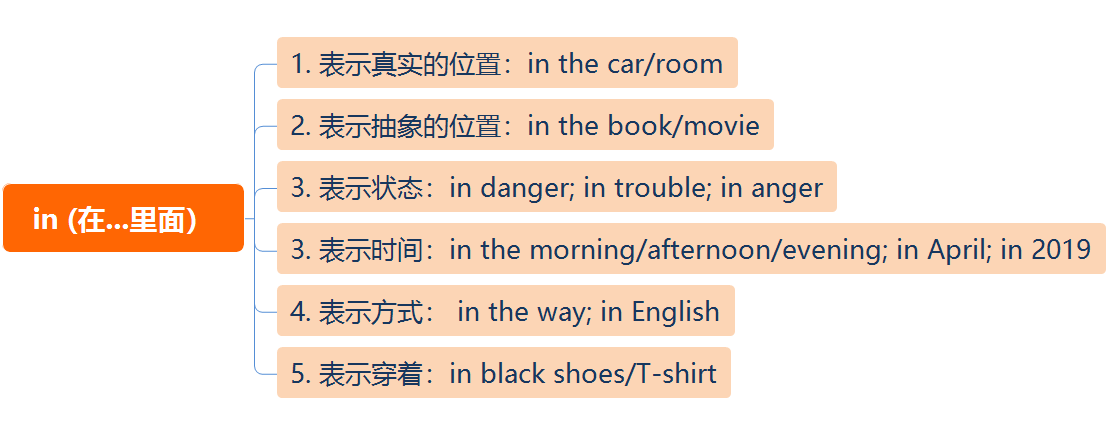 1. 表示真实的位置：in the car/room
2. 表示抽象的位置：in the book/movie
3. 表示状态：in danger; in trouble; in anger
in (在...里面）
3. 表示时间：in the morning/afternoon/evening; in April; in 2019
4. 表示方式： in the way; in English
5. 表示穿着：in black shoes/T-shirt